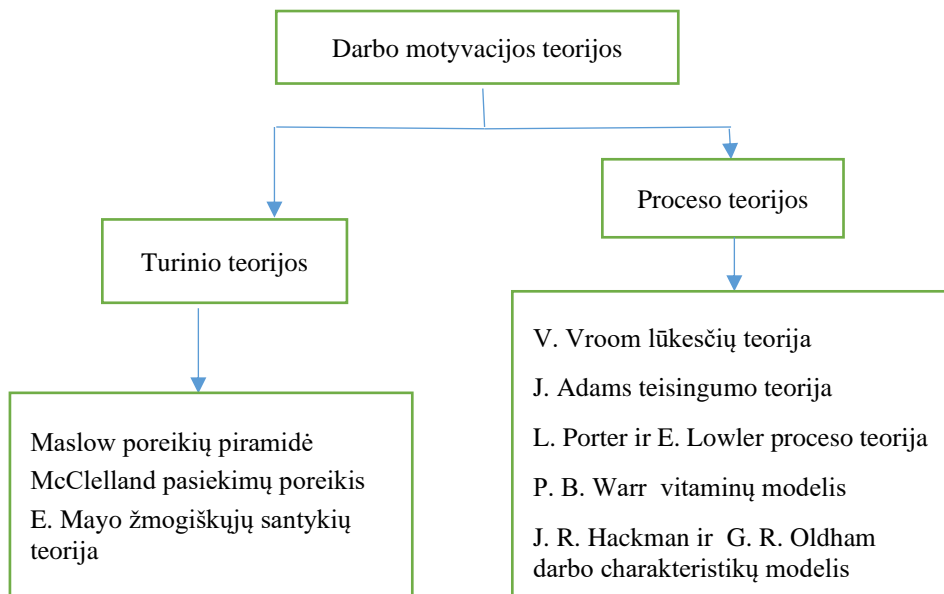 Darbo motyvacijos teorijos
Proceso teorijos
Turinio teorijos
V. Vroom lūkesčių teorija
J. Adams teisingumo teorija
L. Porter ir E. Lowler proceso teorija
P. B. Warr vitaminų modelis
J. R. Hackman ir G. R. Oldham
darbo charakteristikų modelis
Maslow poreikių piramidė
McClelland pasiekimų poreikis
E. Mayo žmogiškųjų santykių
teorija